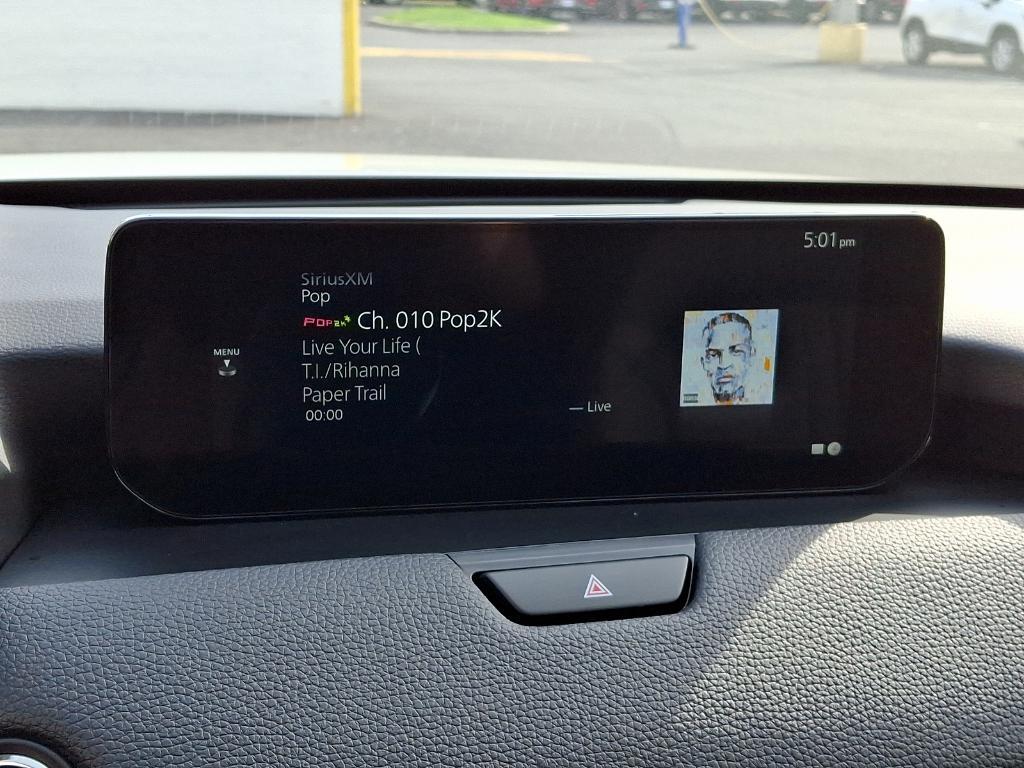 5:01 pm
SiriusXM
Pop
POP2K Ch. 010 Pop2K
MENU
Live Your Life (
T.I./Rihanna
Paper Trail
00:00
— Live